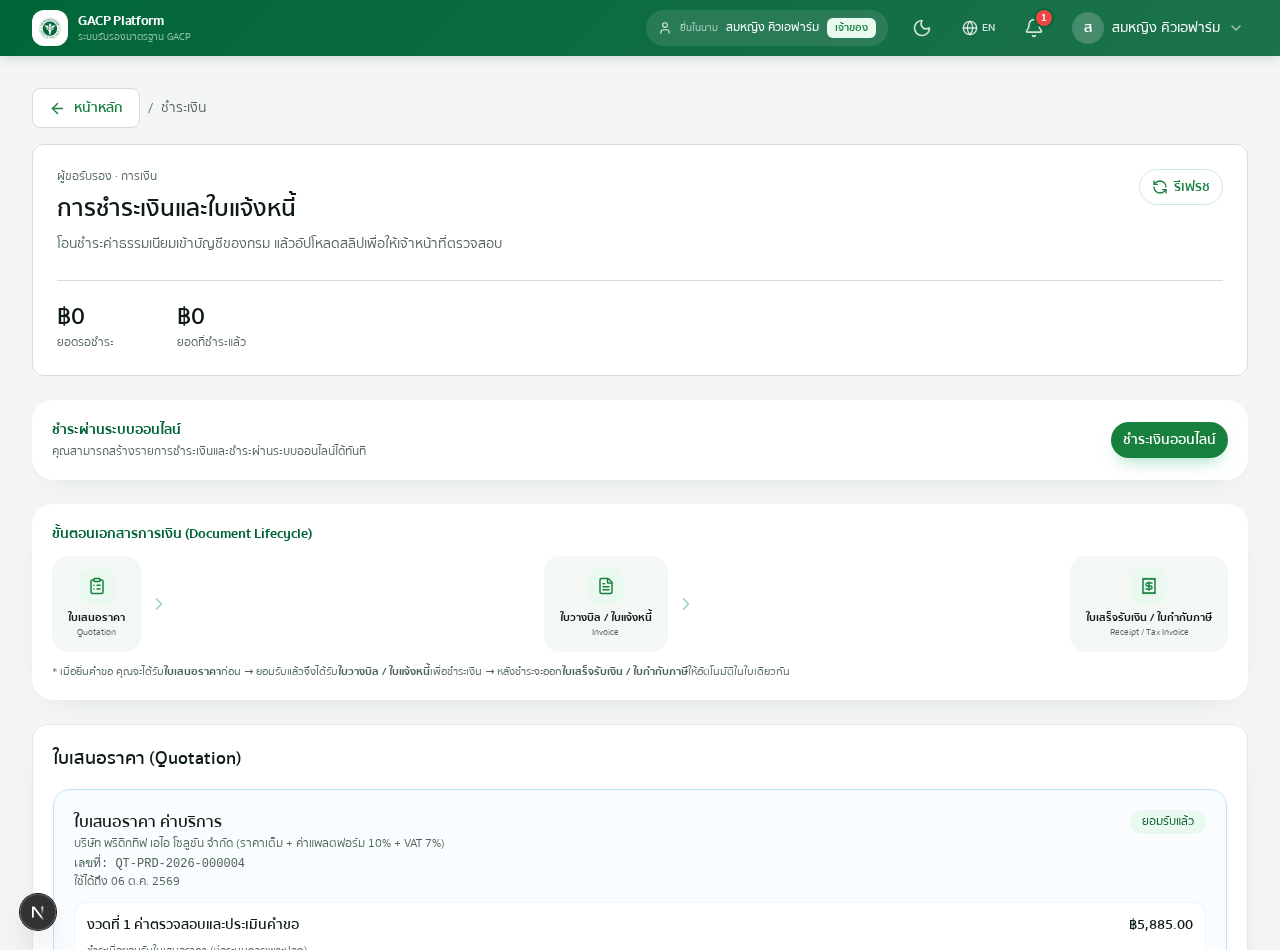 GACP Platform
ระบบรับรองมาตรฐาน GACP
ยื่นในนาม สมหญิง คิวเอฟาร์ม เจ้าของ
EN
1
ส สมหญิง คิวเอฟาร์ม
หน้าหลัก / ชำระเงิน
ผู้ขอรับรอง · การเงิน
การชำระเงินและใบแจ้งหนี้
รีเฟรช
โอนชำระค่าธรรมเนียมเข้าบัญชีของกรม แล้วอัปโหลดสลิปเพื่อให้เจ้าหน้าที่ตรวจสอบ
฿0 ฿0
ยอดรอชำระ ยอดที่ชำระแล้ว
ชำระผ่านระบบออนไลน์
คุณสามารถสร้างรายการชำระเงินและชำระผ่านระบบออนไลน์ได้ทันที
ชำระเงินออนไลน์
ขั้นตอนเอกสารการเงิน (Document Lifecycle)
ใบเสนอราคา
Quotation
ใบวางบิล / ใบแจ้งหนี้
Invoice
ใบเสร็จรับเงิน / ใบกำกับภาษี
Receipt / Tax Invoice
* เมื่อยื่นคำขอ คุณจะได้รับใบเสนอราคาก่อน → ยอมรับแล้วจึงได้รับใบวางบิล / ใบแจ้งหนี้เพื่อชำระเงิน → หลังชำระจะออกใบเสร็จรับเงิน / ใบกำกับภาษีให้อัตโนมัติในใบเดียวกัน
ใบเสนอราคา (Quotation)
ใบเสนอราคา ค่าบริการ
ยอมรับแล้ว
บริษัท พรีดิกทิฟ เอไอ โซลูชัน จำกัด (ราคาเต็ม + ค่าแพลตฟอร์ม 10% + VAT 7%)
เลขที่: QT-PRD-2026-000004
ใช้ได้ถึง 06 ต.ค. 2569
งวดที่ 1 ค่าตรวจสอบและประเมินคำขอ ฿5,885.00